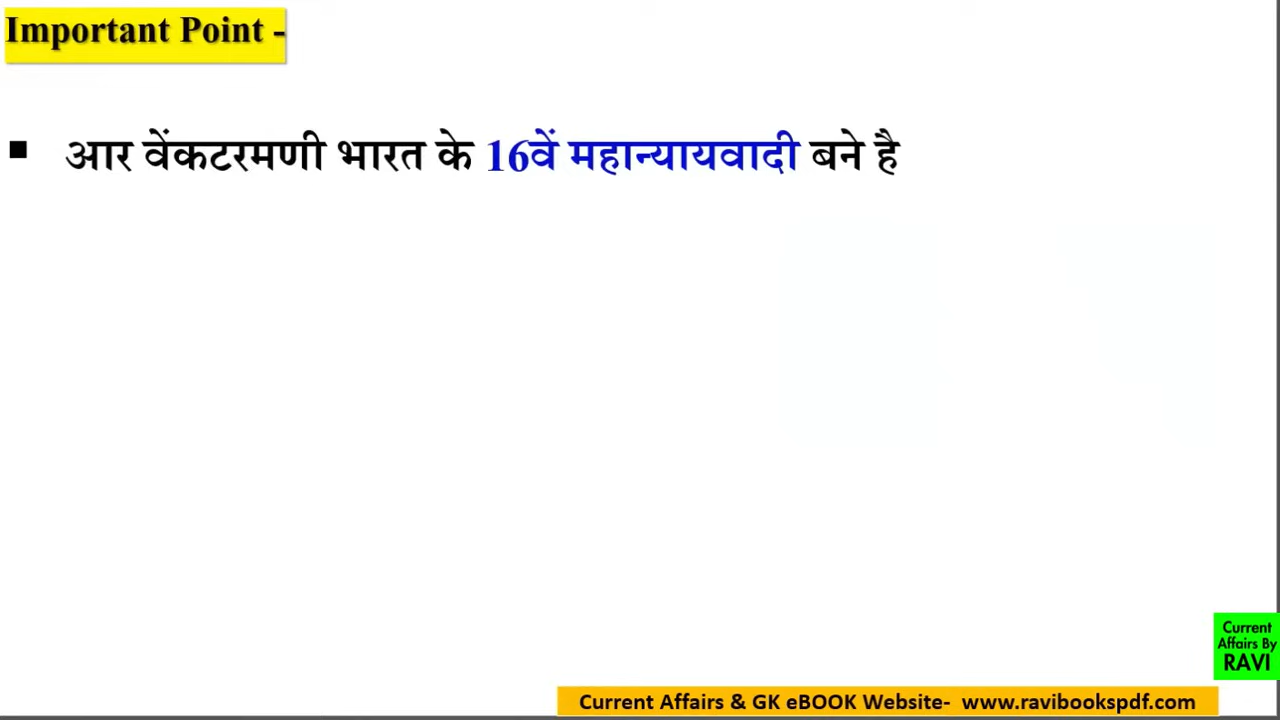 Important Point -
▪ आर वेंकटरमणी भारत के 16वें महान्यायवादी बने है
Current
Affairs By
RAVI
Current Affairs & GK eBOOK Website- www.ravibookspdf.com